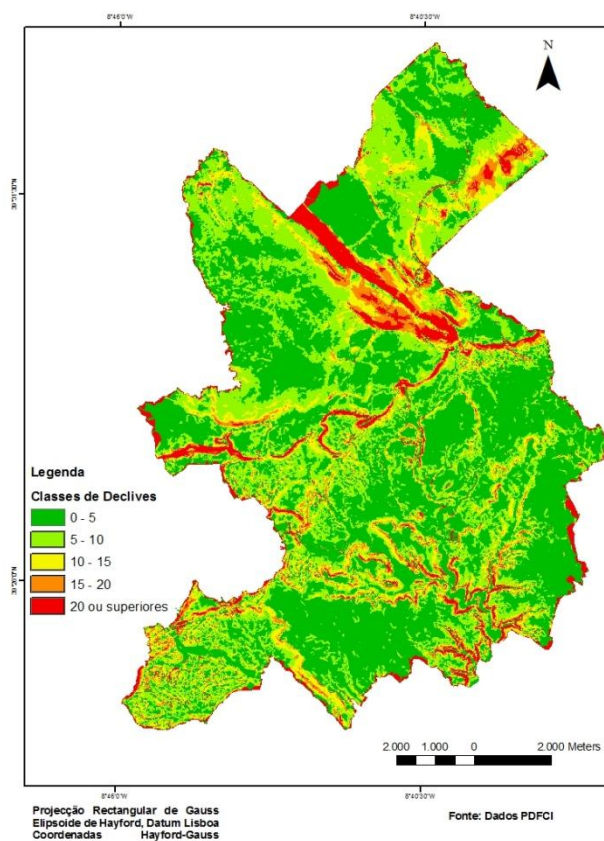 8°46'0"W
8°40'30"W
N
Legenda
Classes de Declives
0 - 5
5 - 10
10 - 15
15 - 20
20 ou superiores
2.000 1.000 0 2.000 Meters
8°46'0"W
8°40'30"W
Projecção Rectangular de Gauss
Elipsoide de Hayford, Datum Lisboa
Coordenadas Hayford-Gauss
Fonte: Dados PDFCI